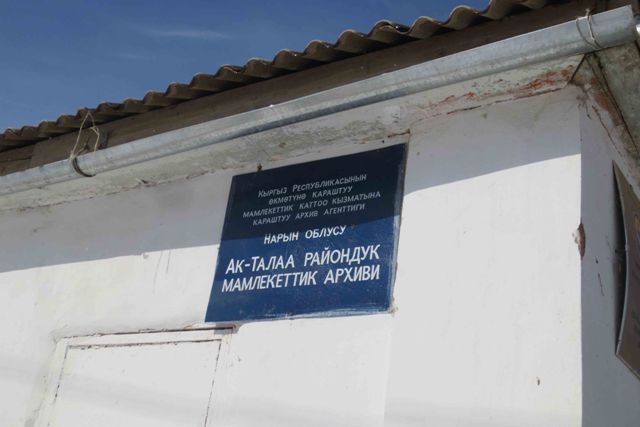 Кыргыз Республикасынын
өкмөтүнө караштуу
мамлекеттик каттоо кызматына
караштуу архив агенттиги
Нарын облусу
Ак-Талаа райондук
мамлекеттик архиви